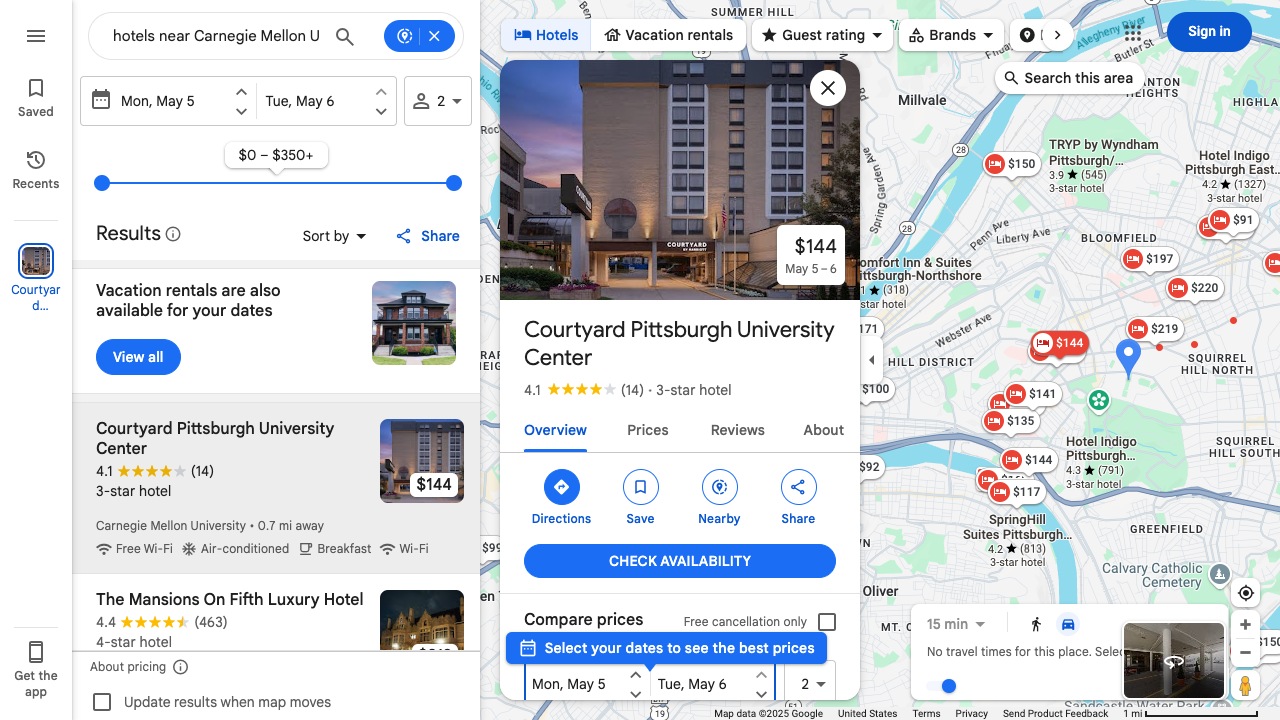 Saved
Recents
Courtyar
d...
Get the
app
hotels near Carnegie Mellon U
Mon, May 5
Tue, May 6
2
$0 – $350+
Results
Sort by
Share
Vacation rentals are also
available for your dates
View all
Courtyard Pittsburgh University
Center
4.1 (14)
3-star hotel
$144
Carnegie Mellon University • 0.7 mi away
Free Wi-Fi
Air-conditioned
Breakfast
Wi-Fi
The Mansions On Fifth Luxury Hotel
4.4 (463)
4-star hotel
About pricing
Update results when map moves
Hotels
Vacation rentals
Guest rating
Brands
Sign in
Search this area
COURTYARD
$144
May 5 – 6
Courtyard Pittsburgh University
Center
4.1 (14) · 3-star hotel
Overview
Prices
Reviews
About
Directions
Save
Nearby
Share
CHECK AVAILABILITY
Compare prices
Free cancellation only
Select your dates to see the best prices
Mon, May 5
Tue, May 6
2
SUMMER HILL
Allegheny River
Butler St
Millvale
28
TRYP by Wyndham
Pittsburgh/...
3.9 (545)
3-star hotel
$150
Hotel Indigo
Pittsburgh East...
4.2 (1327)
3-star hotel
$91
Spring Garden Ave
28
Penn Ave
Liberty Ave
BLOOMFIELD
$197
$220
omfort Inn & Suites
ittsburgh-Northshore
(318)
star hotel
Webster Ave
$219
171
$144
HILL DISTRICT
SQUIRREL
HILL NORTH
$100
$141
$135
Hotel Indigo
Pittsburgh...
4.3 (791)
3-star hotel
$144
SQUIRREL
HILL SOUTH
$92
$117
SpringHill
Suites Pittsburgh...
4.2 (813)
3-star hotel
GREENFIELD
$99
Calvary Catholic
Cemetery
Oliver
15 min
No travel times for this place. Selec
19
Map data ©2025 Google
United States
Terms
Privacy
Send Product Feedback
1 mi